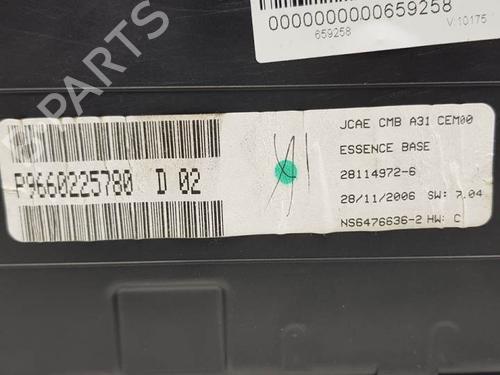 0000000000659258
659258
V:10175
B-PARTS
P9660225780 D 02
JCAE CMB A31 CEM00
ESSENCE BASE
28114972-6
28/11/2006 SW: 7.04
NS6476636-2 HW: C